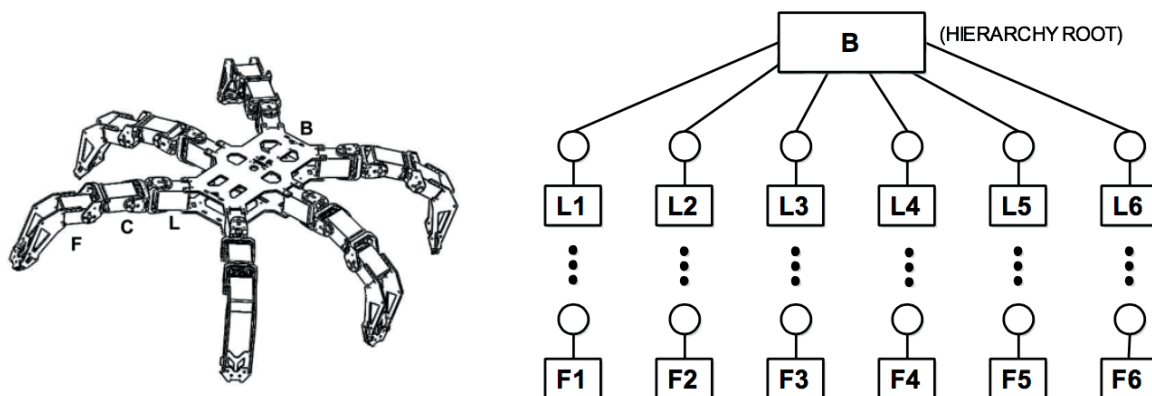 B
F C L
B (HIERARCHY ROOT)
L1 L2 L3 L4 L5 L6
F1 F2 F3 F4 F5 F6